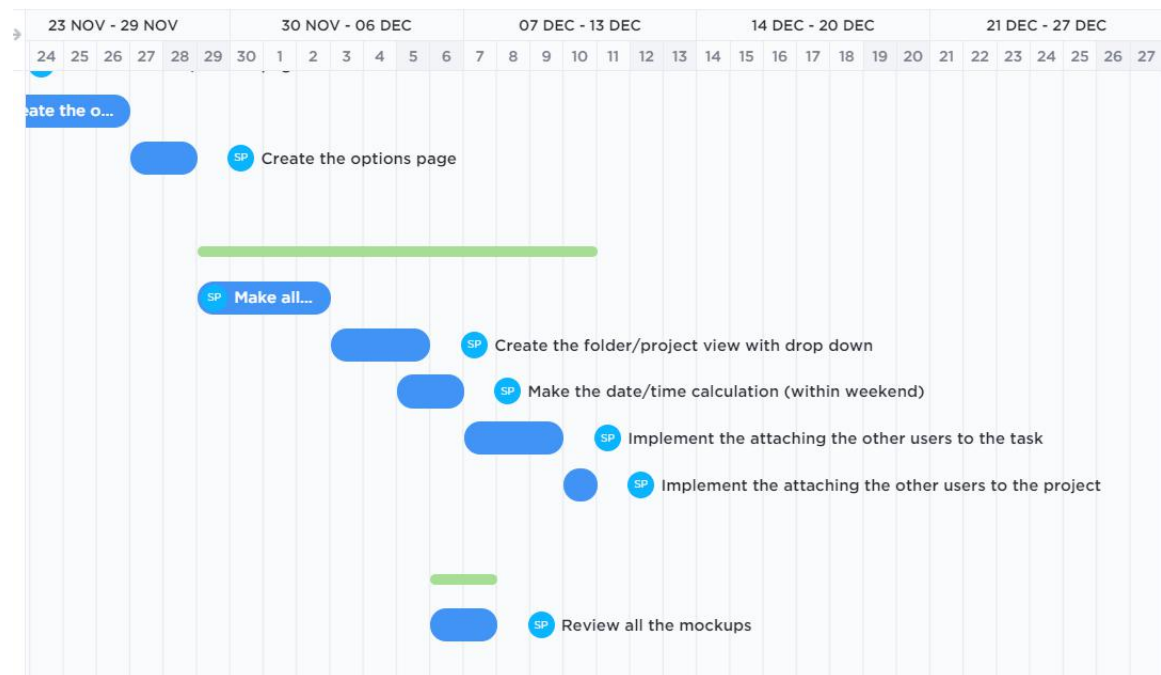 23 NOV - 29 NOV 30 NOV - 06 DEC 07 DEC - 13 DEC 14 DEC - 20 DEC 21 DEC - 27 DEC
24 25 26 27 28 29 30 1 2 3 4 5 6 7 8 9 10 11 12 13 14 15 16 17 18 19 20 21 22 23 24 25 26 27
eate the o...
SP Create the options page
SP Make all...
SP Create the folder/project view with drop down
SP Make the date/time calculation (within weekend)
SP Implement the attaching the other users to the task
SP Implement the attaching the other users to the project
SP Review all the mockups